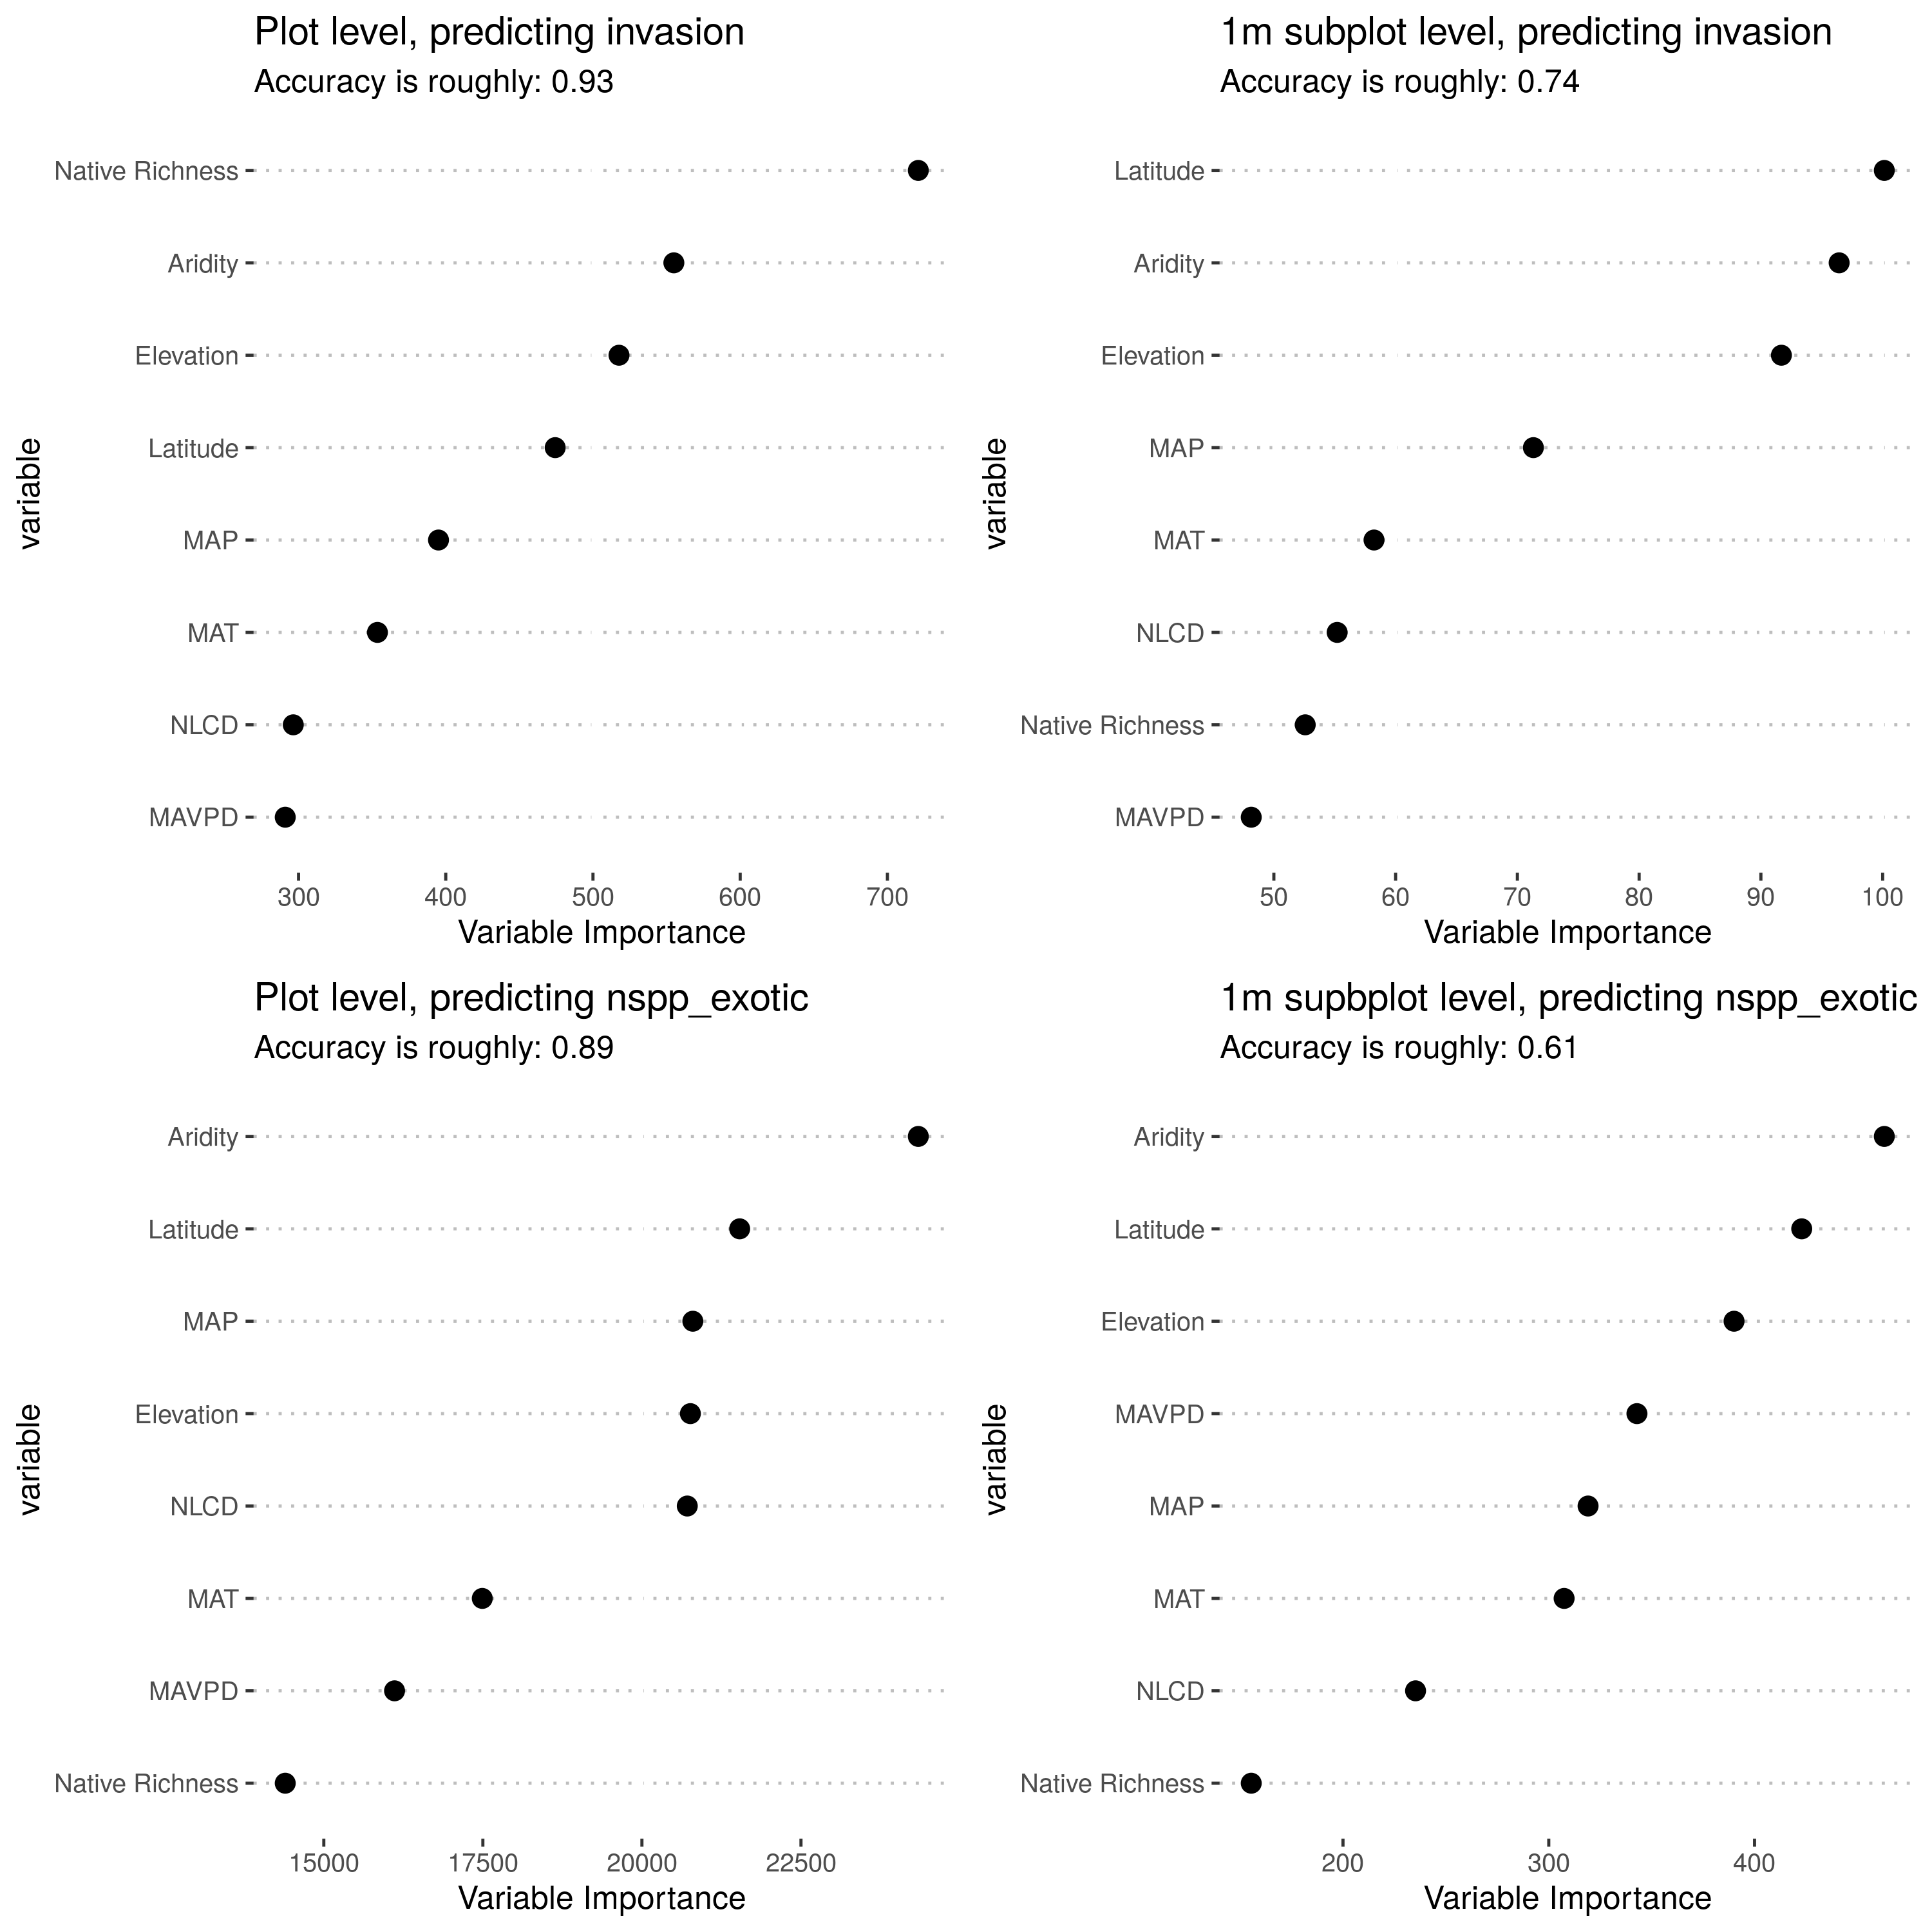 Plot level, predicting invasion
Accuracy is roughly: 0.93
variable
Native Richness
Aridity
Elevation
Latitude
MAP
MAT
NLCD
MAVPD
300 400 500 600 700
Variable Importance
1m subplot level, predicting invasion
Accuracy is roughly: 0.74
variable
Latitude
Aridity
Elevation
MAP
MAT
NLCD
Native Richness
MAVPD
50 60 70 80 90 100
Variable Importance
Plot level, predicting nspp_exotic
Accuracy is roughly: 0.89
variable
Aridity
Latitude
MAP
Elevation
NLCD
MAT
MAVPD
Native Richness
15000 17500 20000 22500
Variable Importance
1m supbplot level, predicting nspp_exotic
Accuracy is roughly: 0.61
variable
Aridity
Latitude
Elevation
MAVPD
MAP
MAT
NLCD
Native Richness
200 300 400
Variable Importance